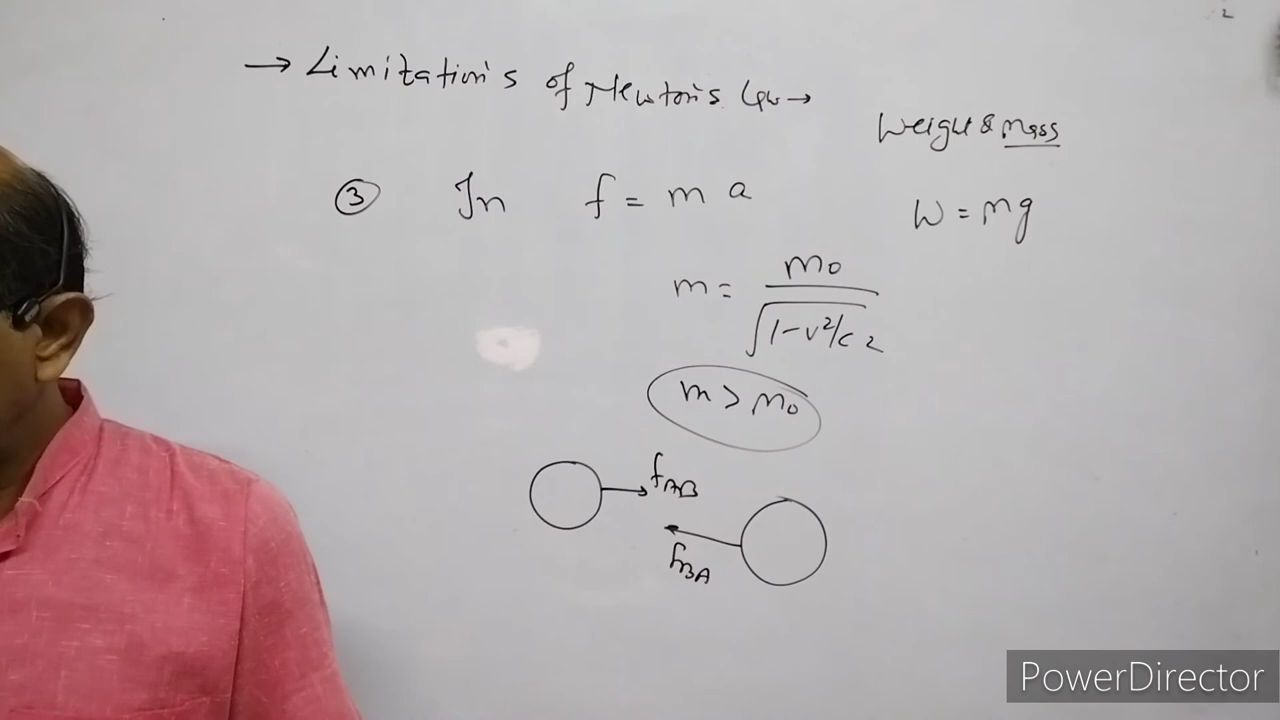 → Limitation's of Newton's Law →
Weight & Mass
③ In f = m a
W = mg
m = m₀ / √1-v²/c²
m > m₀
fAB
fBA
PowerDirector